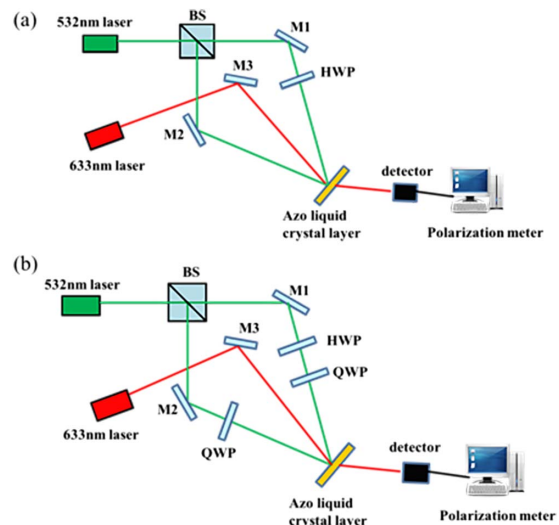 (a)
BS
M1
532nm laser
M3
HWP
M2
633nm laser
detector
Azo liquid
crystal layer
Polarization meter
(b)
BS
532nm laser
M1
M3
HWP
QWP
M2
633nm laser
QWP
detector
Azo liquid
crystal layer
Polarization meter